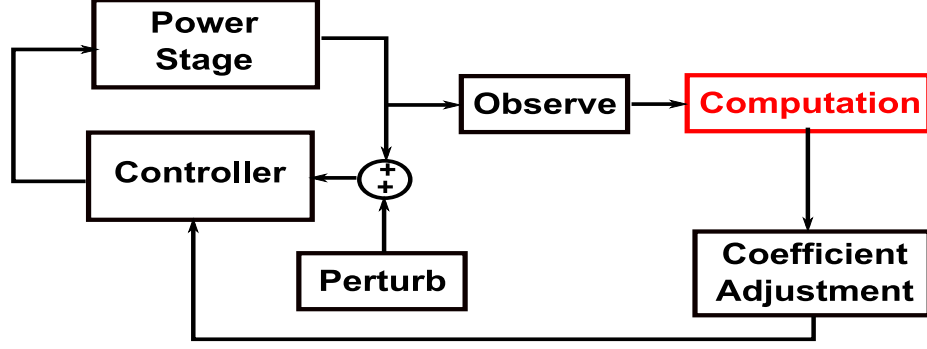 Power
Stage
Observe
Computation
Controller
+
+
Perturb
Coefficient
Adjustment